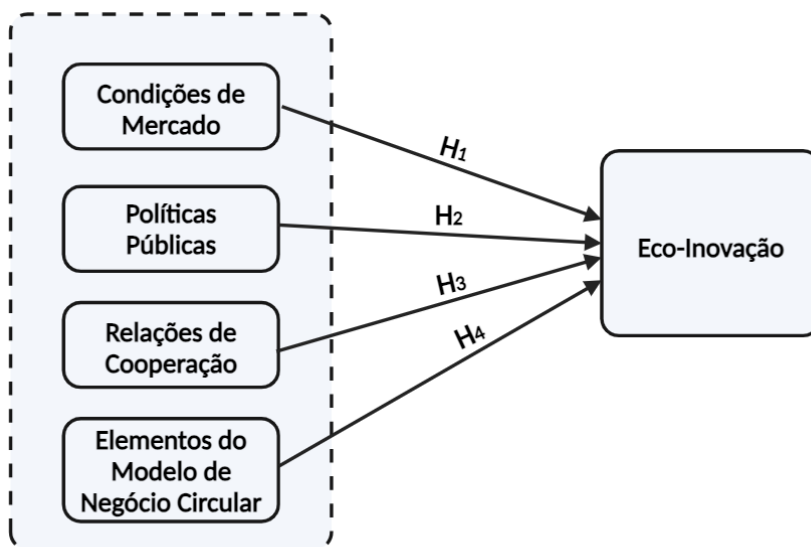 Condições de
Mercado
H1
Políticas
Públicas
H2
Eco-Inovação
Relações de
Cooperação
H3
H4
Elementos do
Modelo de
Negócio Circular